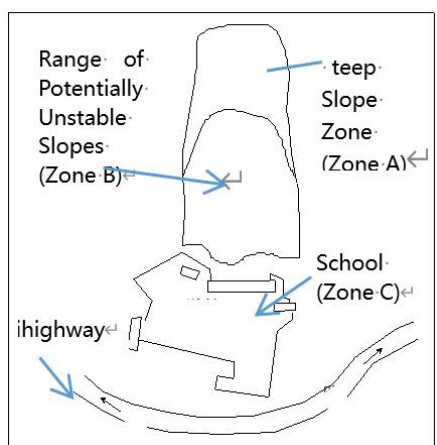 Range of
Potentially
Unstable
Slopes
(Zone B)
teep
Slope
Zone
(Zone A)
School
(Zone C)
ihighway